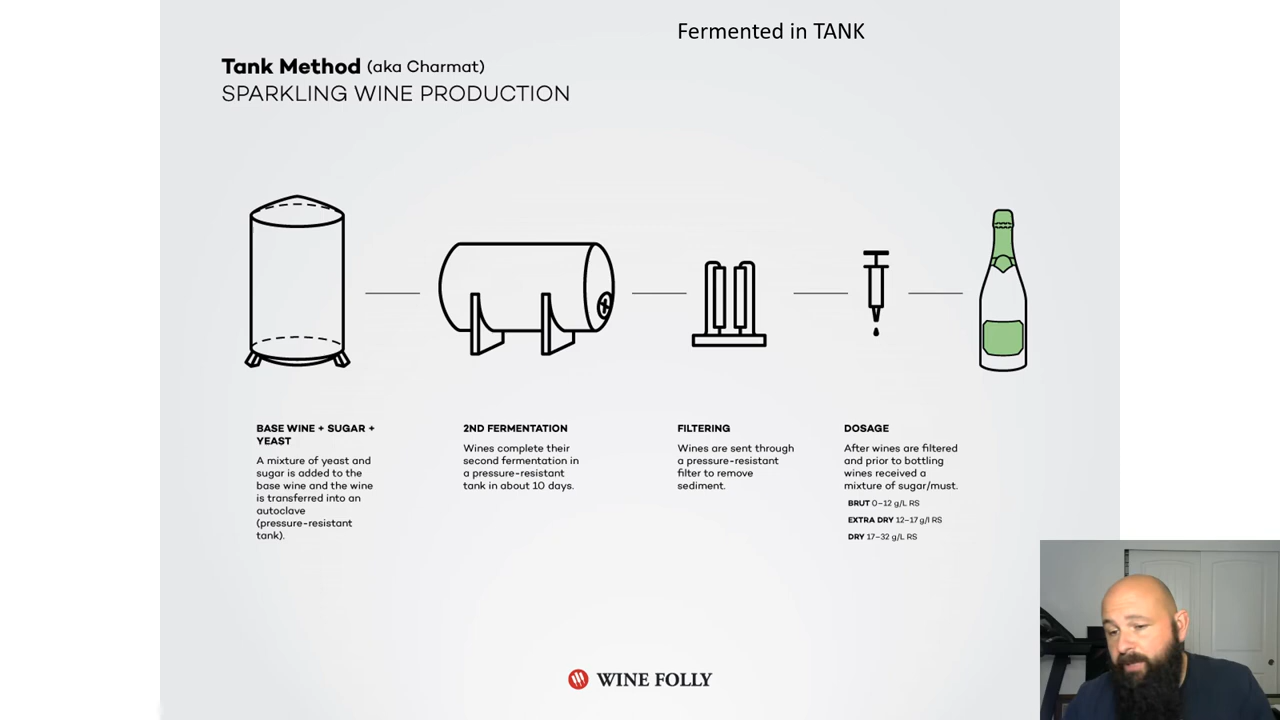 Fermented in TANK
Tank Method (aka Charmat)
SPARKLING WINE PRODUCTION
BASE WINE + SUGAR +
YEAST
A mixture of yeast and
sugar is added to the
base wine and the wine
is transferred into an
autoclave
(pressure-resistant
tank).
2ND FERMENTATION
Wines complete their
second fermentation in
a pressure-resistant
tank in about 10 days.
FILTERING
Wines are sent through
a pressure-resistant
filter to remove
sediment.
DOSAGE
After wines are filtered
and prior to bottling
wines received a
mixture of sugar/must.
BRUT 0–12 g/L RS
EXTRA DRY 12–17 g/l RS
DRY 17–32 g/L RS
WINE FOLLY